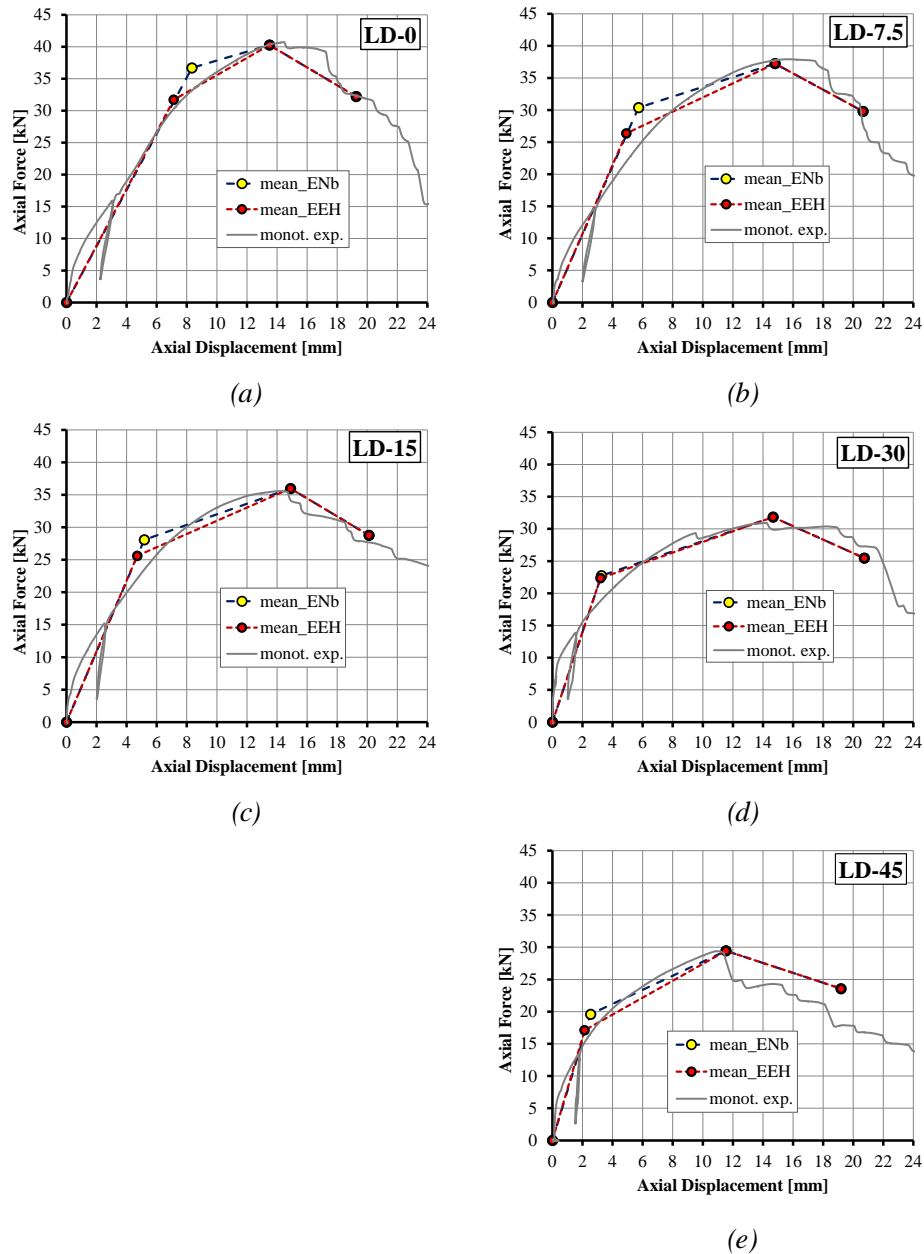 LD-0
45
40
35
30
25
20
15
10
5
0
Axial Force [kN]
mean_ENb
mean_EEH
monot. exp.
0 2 4 6 8 10 12 14 16 18 20 22 24
Axial Displacement [mm]
(a)
LD-7.5
45
40
35
30
25
20
15
10
5
0
Axial Force [kN]
mean_ENb
mean_EEH
monot. exp.
0 2 4 6 8 10 12 14 16 18 20 22 24
Axial Displacement [mm]
(b)
LD-15
45
40
35
30
25
20
15
10
5
0
Axial Force [kN]
mean_ENb
mean_EEH
monot. exp.
0 2 4 6 8 10 12 14 16 18 20 22 24
Axial Displacement [mm]
(c)
LD-30
45
40
35
30
25
20
15
10
5
0
Axial Force [kN]
mean_ENb
mean_EEH
monot. exp.
0 2 4 6 8 10 12 14 16 18 20 22 24
Axial Displacement [mm]
(d)
LD-45
45
40
35
30
25
20
15
10
5
0
Axial Force [kN]
mean_ENb
mean_EEH
monot. exp.
0 2 4 6 8 10 12 14 16 18 20 22 24
Axial Displacement [mm]
(e)